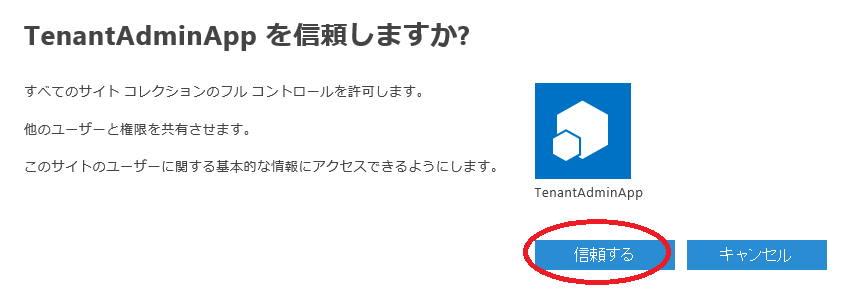 TenantAdminApp を信頼しますか?
すべてのサイト コレクションのフル コントロールを許可します。
他のユーザーと権限を共有させます。
このサイトのユーザーに関する基本的な情報にアクセスできるようにします。
TenantAdminApp
信頼する
キャンセル